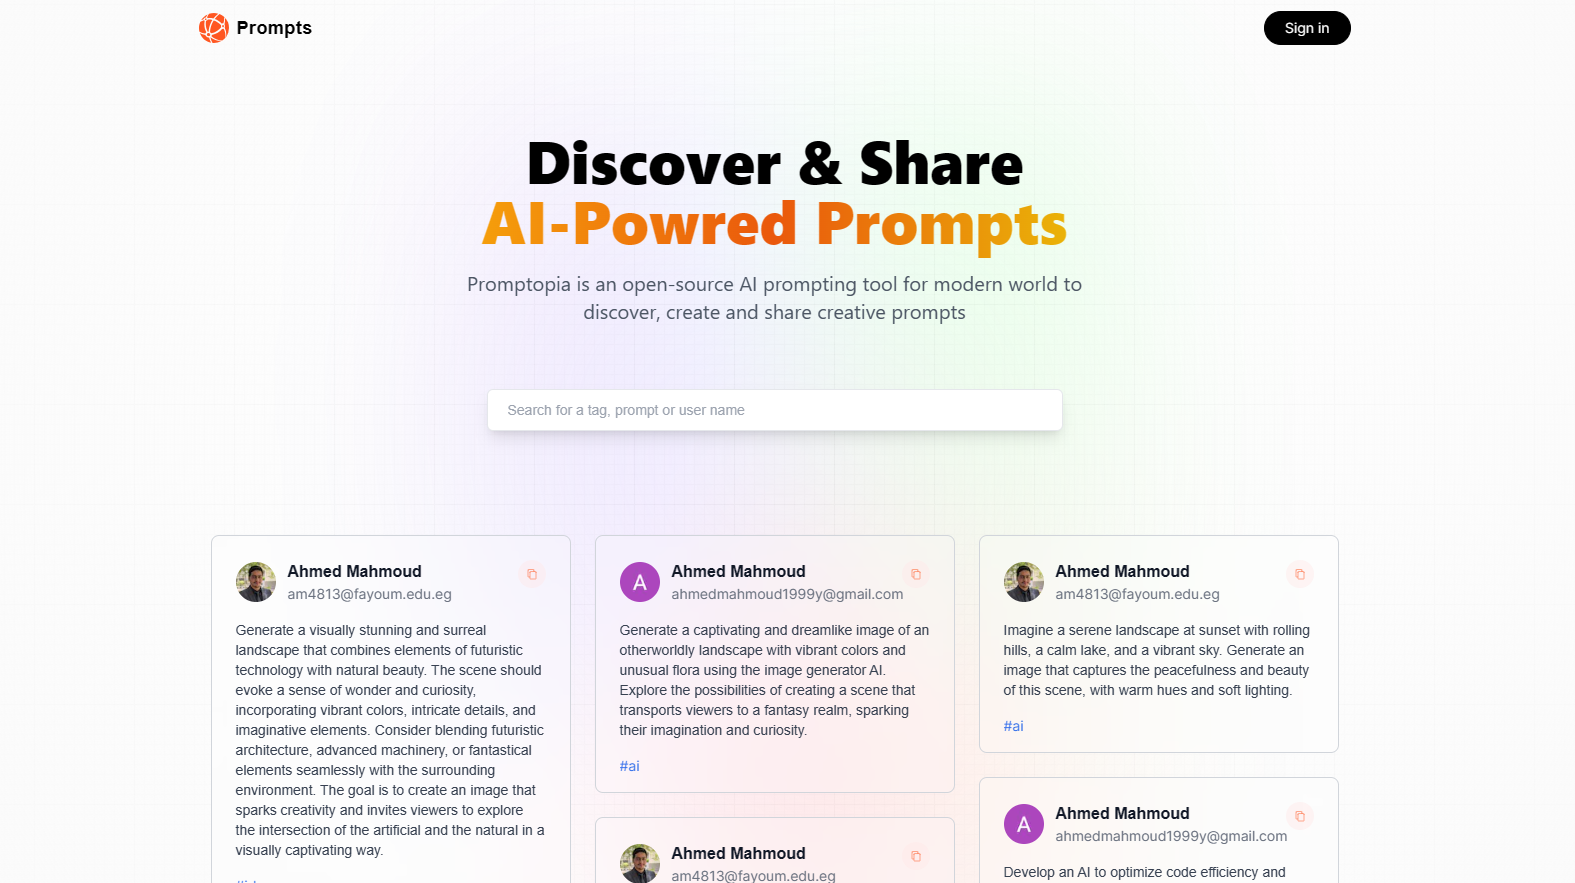 Prompts
Sign in
Discover & Share
AI-Powred Prompts
Promptopia is an open-source AI prompting tool for modern world to
discover, create and share creative prompts
Search for a tag, prompt or user name
Ahmed Mahmoud
am4813@fayoum.edu.eg
Generate a visually stunning and surreal
landscape that combines elements of futuristic
technology with natural beauty. The scene should
evoke a sense of wonder and curiosity,
incorporating vibrant colors, intricate details, and
imaginative elements. Consider blending futuristic
architecture, advanced machinery, or fantastical
elements seamlessly with the surrounding
environment. The goal is to create an image that
sparks creativity and invites viewers to explore
the intersection of the artificial and the natural in a
visually captivating way.
A
Ahmed Mahmoud
ahmedmahmoud1999y@gmail.com
Generate a captivating and dreamlike image of an
otherworldly landscape with vibrant colors and
unusual flora using the image generator AI.
Explore the possibilities of creating a scene that
transports viewers to a fantasy realm, sparking
their imagination and curiosity.
#ai
Ahmed Mahmoud
am4813@fayoum.edu.eg
Ahmed Mahmoud
am4813@fayoum.edu.eg
Imagine a serene landscape at sunset with rolling
hills, a calm lake, and a vibrant sky. Generate an
image that captures the peacefulness and beauty
of this scene, with warm hues and soft lighting.
#ai
A
Ahmed Mahmoud
ahmedmahmoud1999y@gmail.com
Develop an AI to optimize code efficiency and